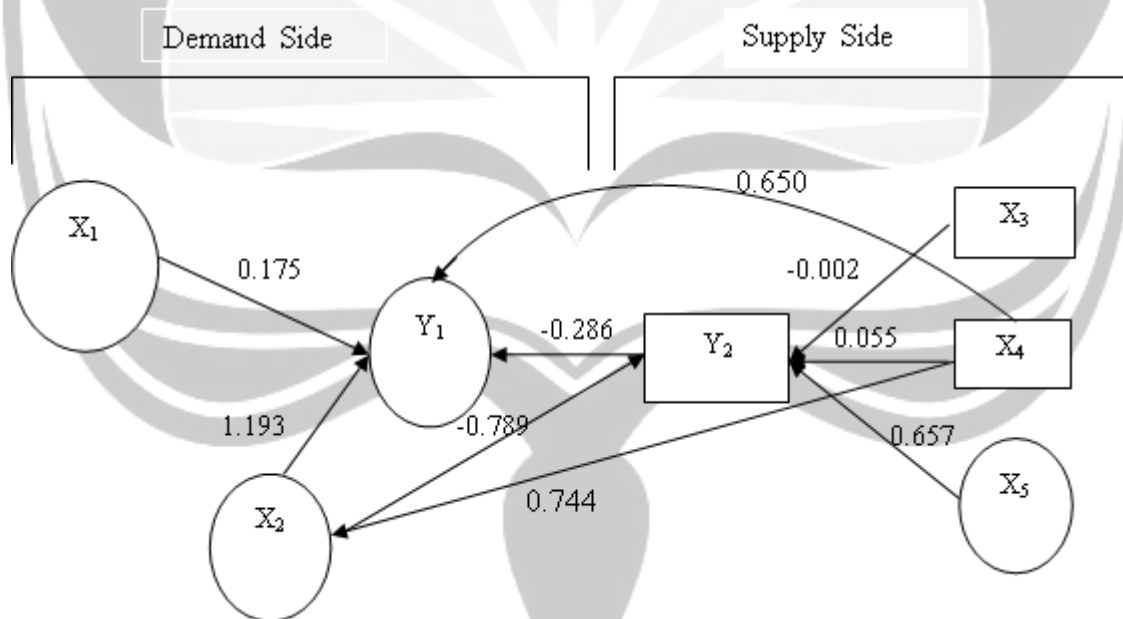 Demand Side
Supply Side
0.650
X₃
X₁
0.175
-0.002
Y₁
-0.286
Y₂
0.055
X₄
1.193
-0.789
0.657
X₅
0.744
X₂